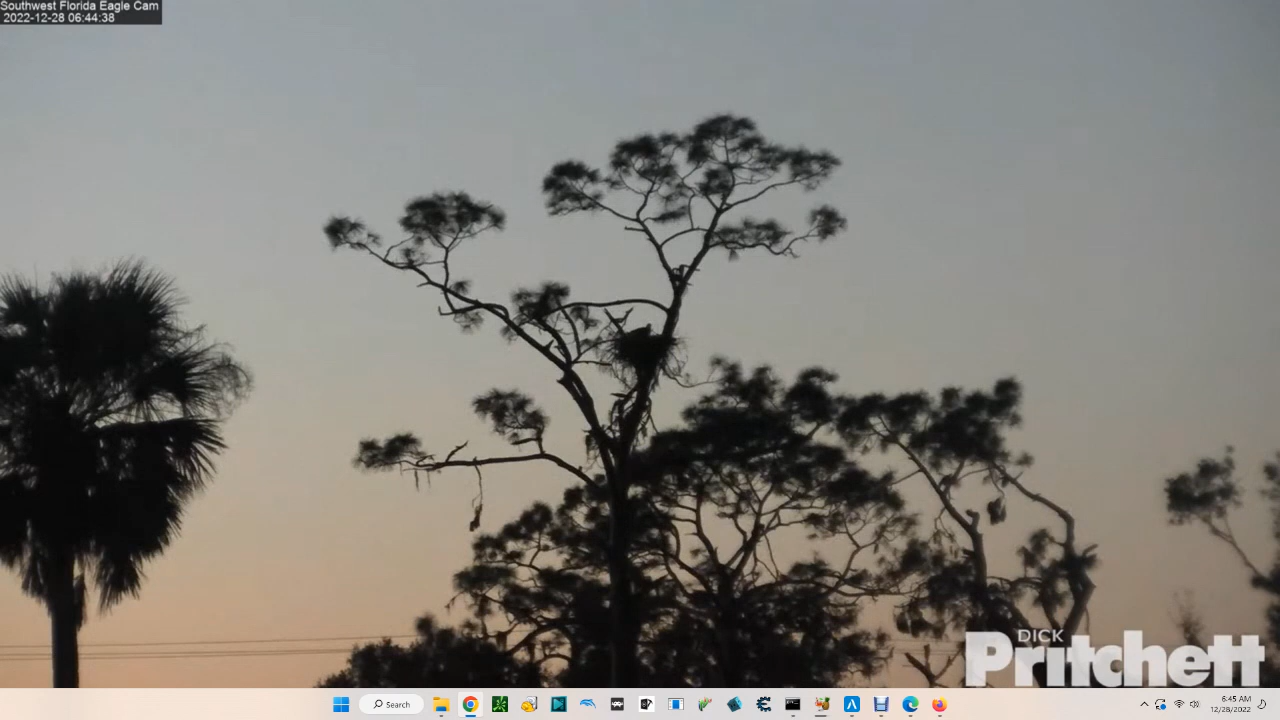 Southwest Florida Eagle Cam
2022-12-28 06:44:38
DICK
Pritchett
Search
6:45 AM
12/28/2022